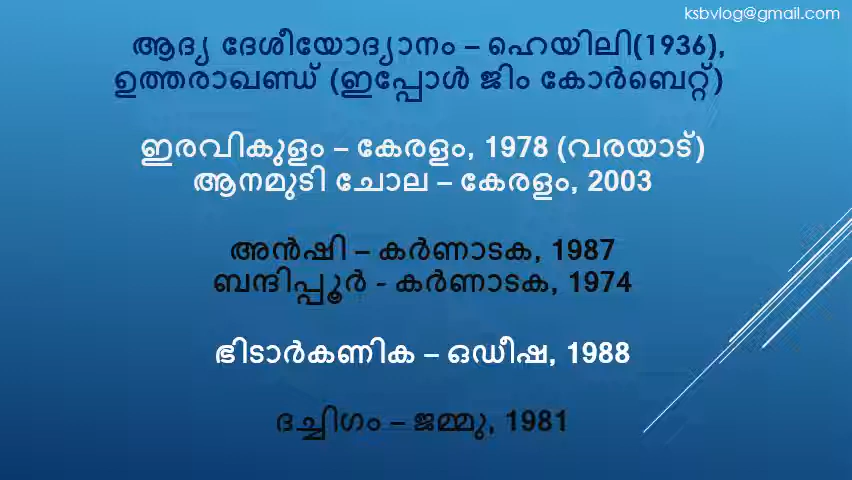 ksbvlog@gmail.com
ആദ്യ ദേശീയോദ്യാനം – ഹെയിലി(1936),
ഉത്തരാഖണ്ഡ് (ഇപ്പോൾ ജിം കോർബെറ്റ്)
ഇരവികുളം – കേരളം, 1978 (വരയാട്)
ആനമുടി ചോല – കേരളം, 2003
അൻഷി – കർണാടക, 1987
ബന്ദിപ്പൂർ - കർണാടക, 1974
ഭിടാർകണിക – ഒഡീഷ, 1988
ദച്ചിഗം – ജമ്മു, 1981